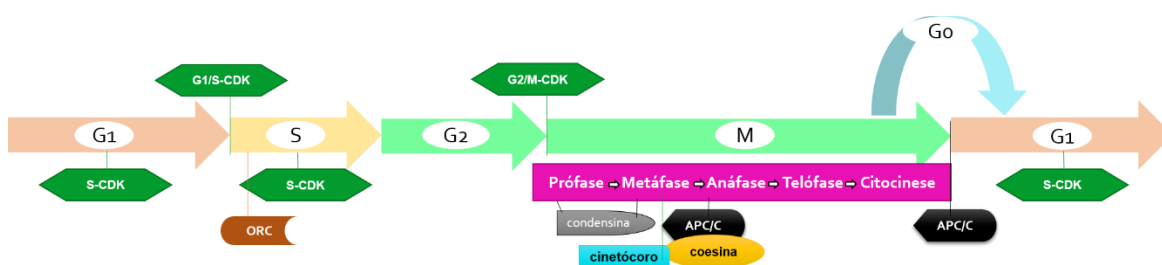 G0
G1/S-CDK
G2/M-CDK
G1
S
G2
M
G1
S-CDK
S-CDK
Prófase ⇨ Metáfase ⇨ Anáfase ⇨ Telófase ⇨ Citocinese
S-CDK
ORC
condensina
APC/C
APC/C
cinetócoro
coesina